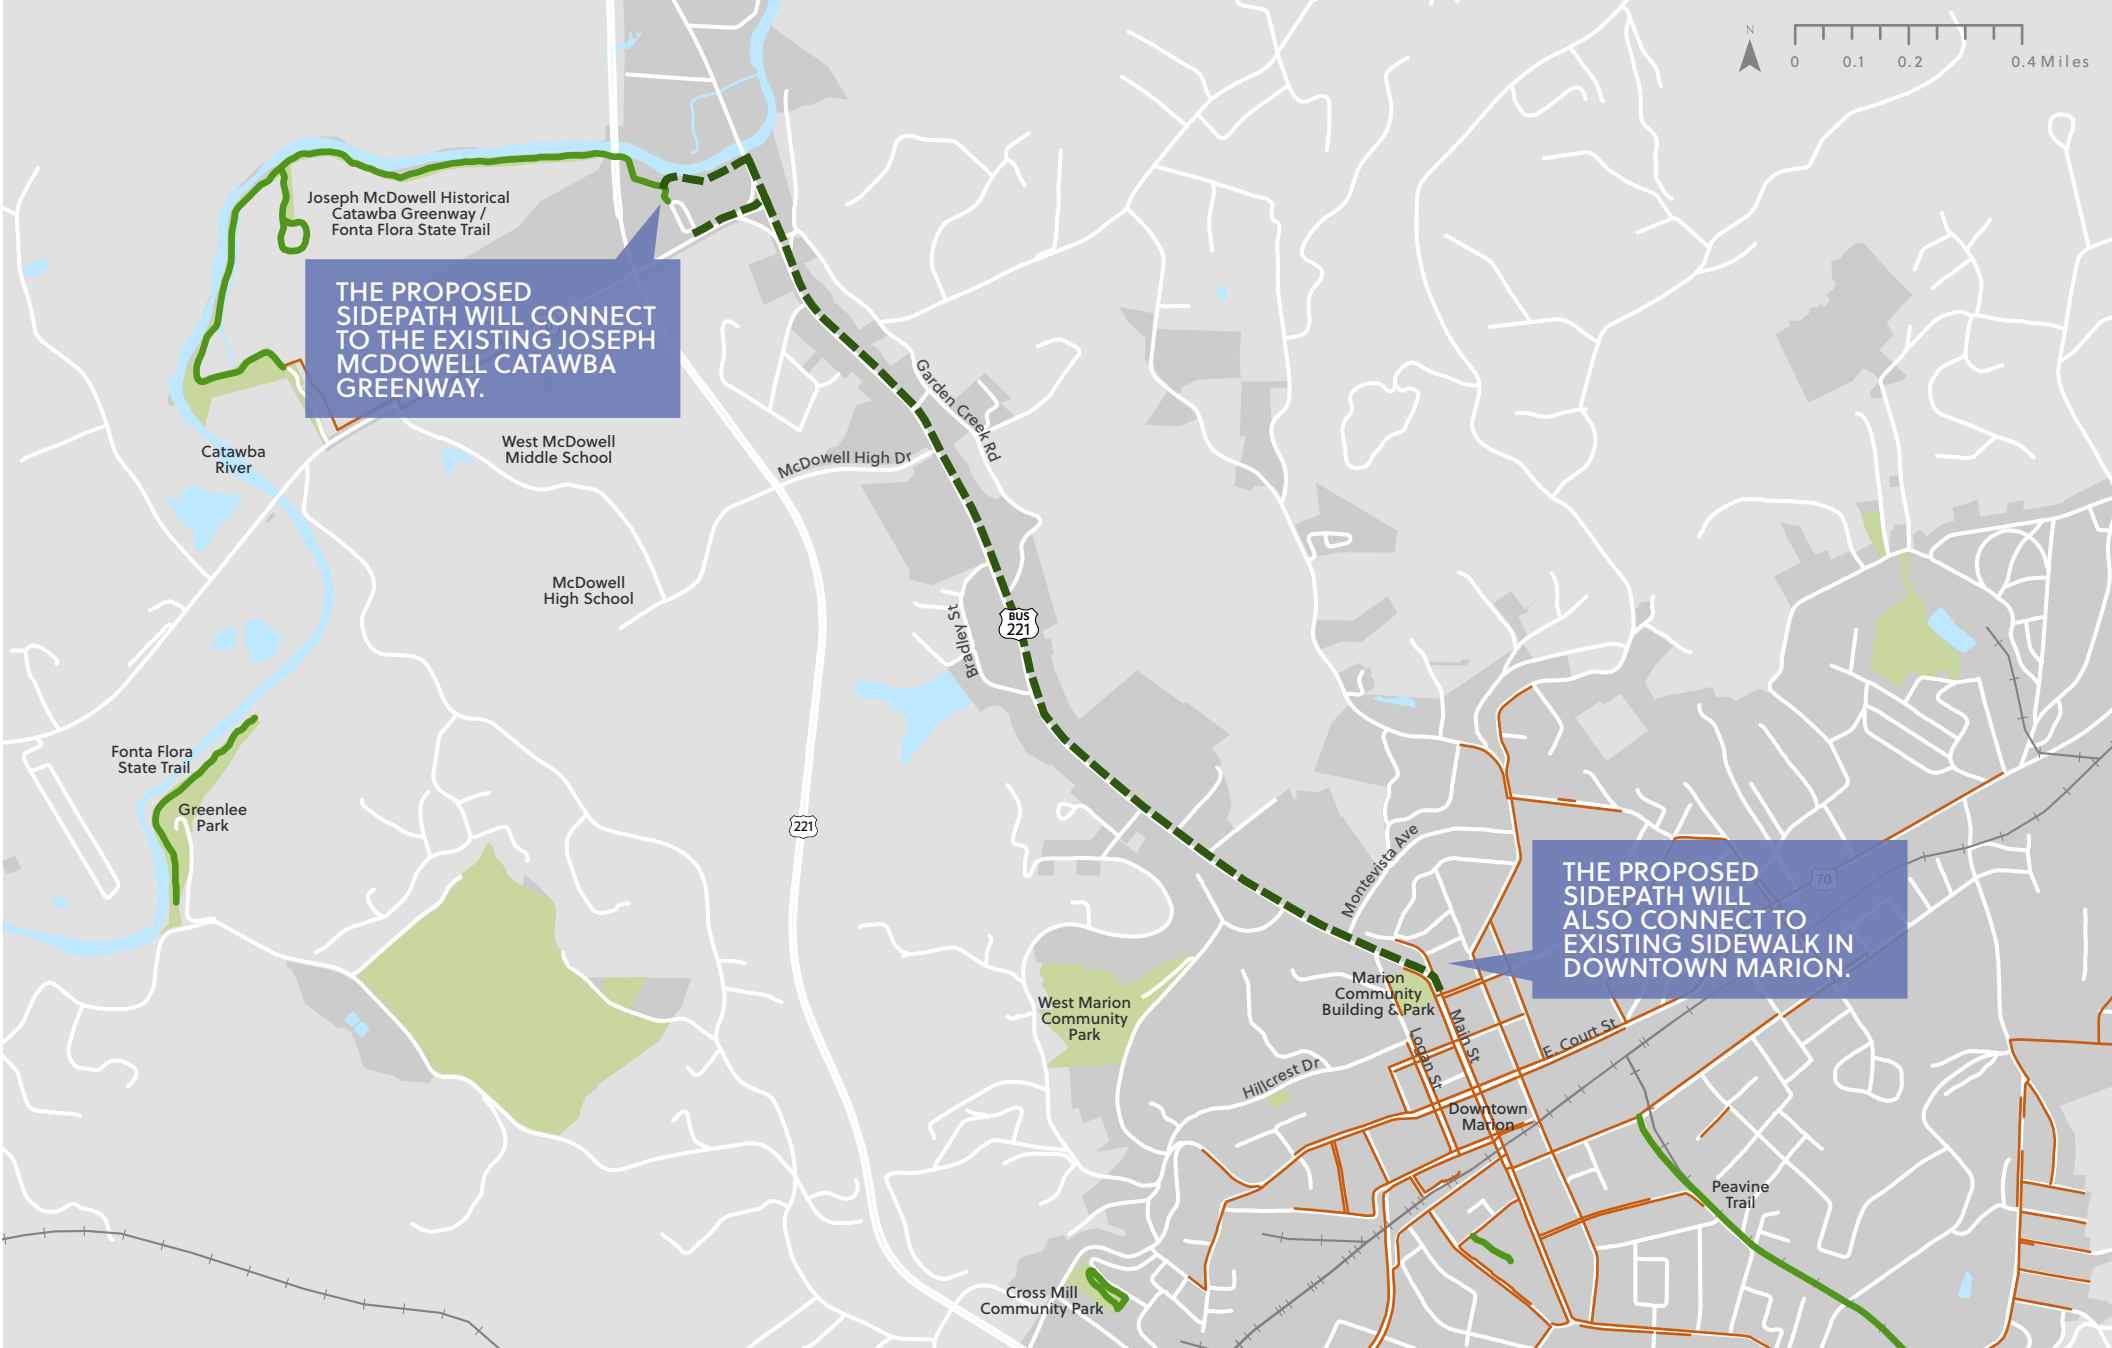 N
0 0.1 0.2 0.4 Miles
Joseph McDowell Historical
Catawba Greenway /
Fonta Flora State Trail
THE PROPOSED
SIDEPATH WILL CONNECT
TO THE EXISTING JOSEPH
MCDOWELL CATAWBA
GREENWAY.
Garden Creek Rd
West McDowell
Middle School
Catawba
River
McDowell High Dr
McDowell
High School
Bradley St
BUS
221
Fonta Flora
State Trail
Greenlee
Park
221
Montevista Ave
THE PROPOSED
SIDEPATH WILL
ALSO CONNECT TO
EXISTING SIDEWALK IN
DOWNTOWN MARION.
70
Marion
Community
Building & Park
West Marion
Community
Park
Main St
Logan St
E. Court St
Hillcrest Dr
Downtown
Marion
Peavine
Trail
Cross Mill
Community Park